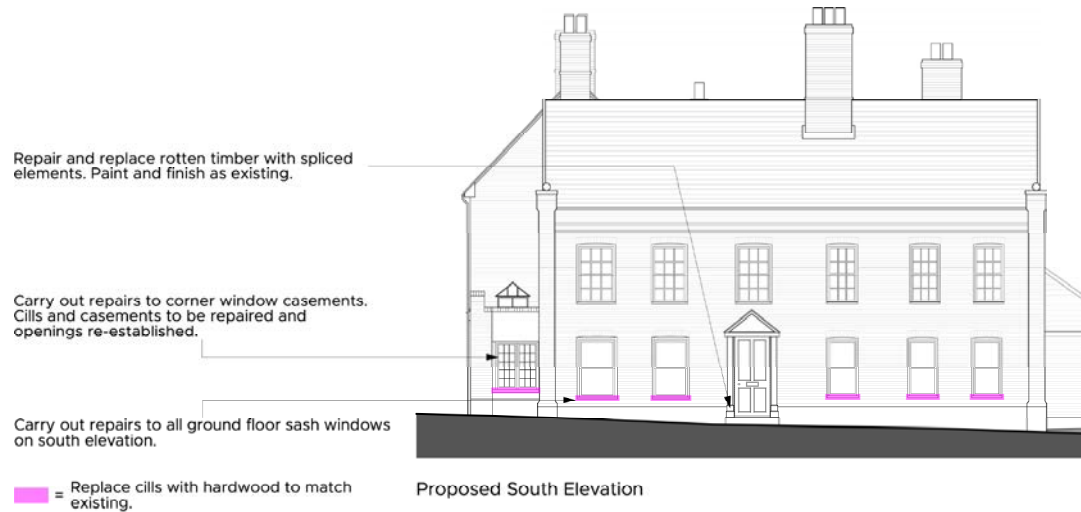 Repair and replace rotten timber with spliced
elements. Paint and finish as existing.
Carry out repairs to corner window casements.
Cills and casements to be repaired and
openings re-established.
Carry out repairs to all ground floor sash windows
on south elevation.
= Replace cills with hardwood to match
existing.
Proposed South Elevation